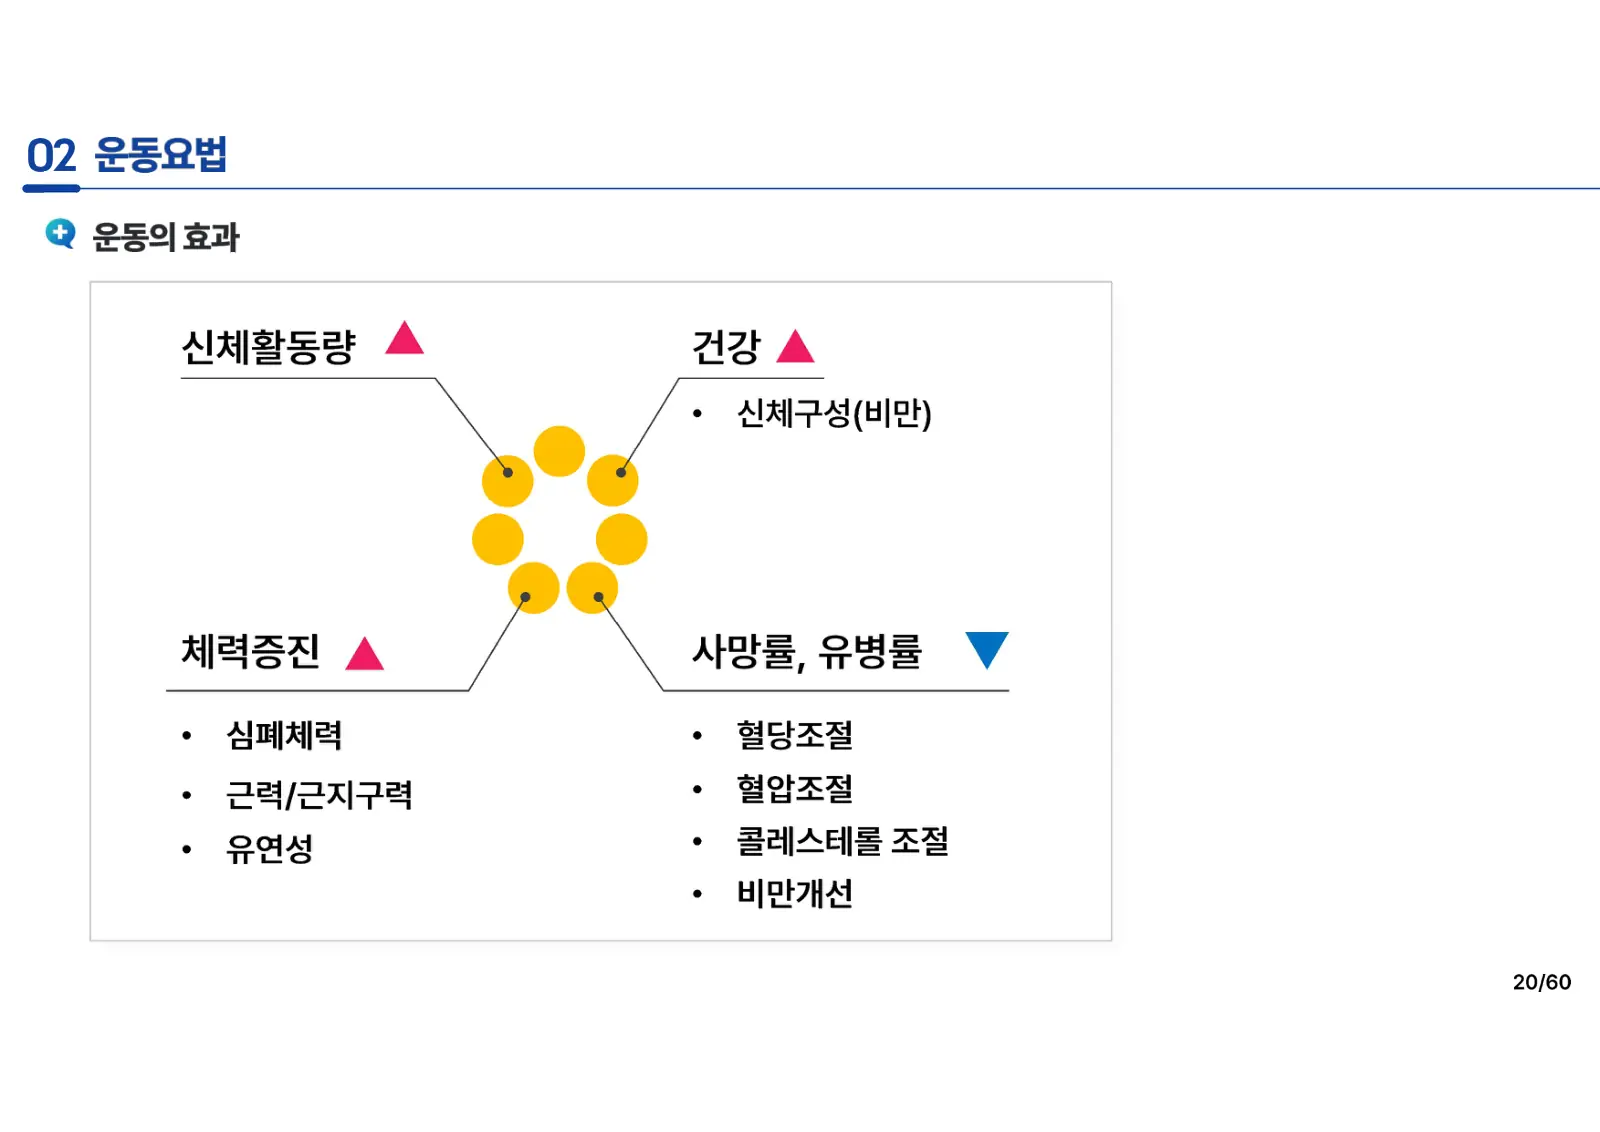 02 운동요법
운동의 효과
신체활동량
건강
• 신체구성(비만)
체력증진
• 심폐체력
• 근력/근지구력
• 유연성
사망률, 유병률
• 혈당조절
• 혈압조절
• 콜레스테롤 조절
• 비만개선
20/60